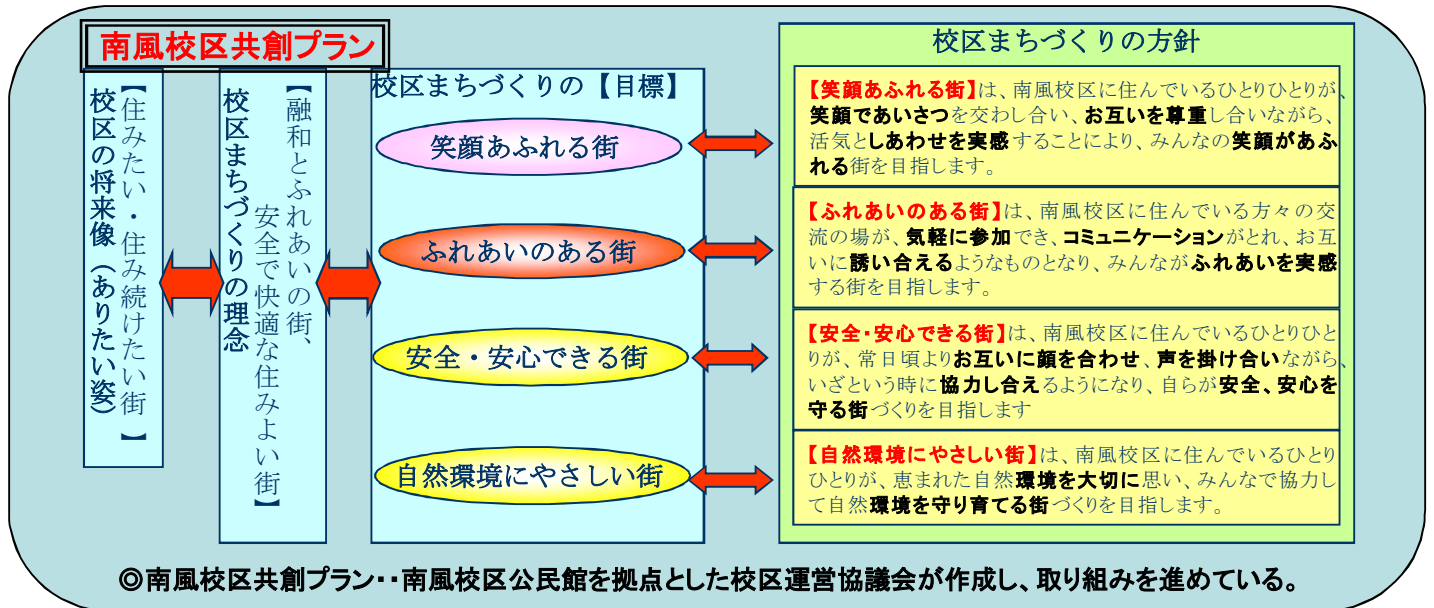 南風校区共創プラン
校区の将来像（ありたい姿）
【住みたい・住み続けたい街】
校区まちづくりの理念
【融和とふれあいの街、
安全で快適な住みよい街】
校区まちづくりの【目標】
笑顔あふれる街
ふれあいのある街
安全・安心できる街
自然環境にやさしい街
校区まちづくりの方針
【笑顔あふれる街】は、南風校区に住んでいるひとりひとりが、
笑顔であいさつを交わし合い、お互いを尊重し合いながら、
活気としあわせを実感することにより、みんなの笑顔があふ
れる街を目指します。
【ふれあいのある街】は、南風校区に住んでいる方々の交
流の場が、気軽に参加でき、コミュニケーションがとれ、お互
いに誘い合えるようなものとなり、みんながふれあいを実感
する街を目指します。
【安全・安心できる街】は、南風校区に住んでいるひとりひと
りが、常日頃よりお互いに顔を合わせ、声を掛け合いながら、
いざという時に協力し合えるようになり、自らが安全、安心を
守る街づくりを目指します
【自然環境にやさしい街】は、南風校区に住んでいるひとり
ひとりが、恵まれた自然環境を大切に思い、みんなで協力し
て自然環境を守り育てる街づくりを目指します。
◎南風校区共創プラン・・南風校区公民館を拠点とした校区運営協議会が作成し、取り組みを進めている。